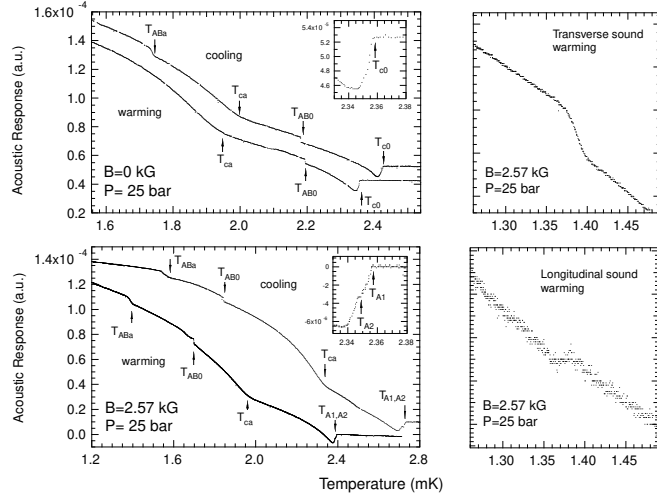 1.6x10⁻⁴
1.4
1.2
1.0
0.8
0.6
0.4
0.2
Acoustic Response (a.u.)
T_ABa
cooling
warming
T_ca
T_ca
T_AB0
T_AB0
T_c0
T_c0
B=0 kG
P= 25 bar
1.6
1.8
2.0
2.2
2.4
5.4x10⁻⁵
5.2
5.0
4.8
4.6
2.34
2.36
2.38
T_c0
Transverse sound
warming
B=2.57 kG
P=25 bar
1.30
1.35
1.40
1.45
1.4x10⁻⁴
1.2
1.0
0.8
0.6
0.4
0.2
0.0
Acoustic Response (a.u.)
T_ABa
T_AB0
cooling
T_ABa
warming
T_AB0
T_ca
T_ca
T_A1,A2
T_A1,A2
B=2.57 kG
P= 25 bar
1.2
1.6
2.0
2.4
2.8
0
-2
-4
-6x10⁻⁶
T_A1
T_A2
2.34
2.36
2.38
Longitudinal sound
warming
B=2.57 kG
P=25 bar
1.30
1.35
1.40
1.45
Temperature (mK)